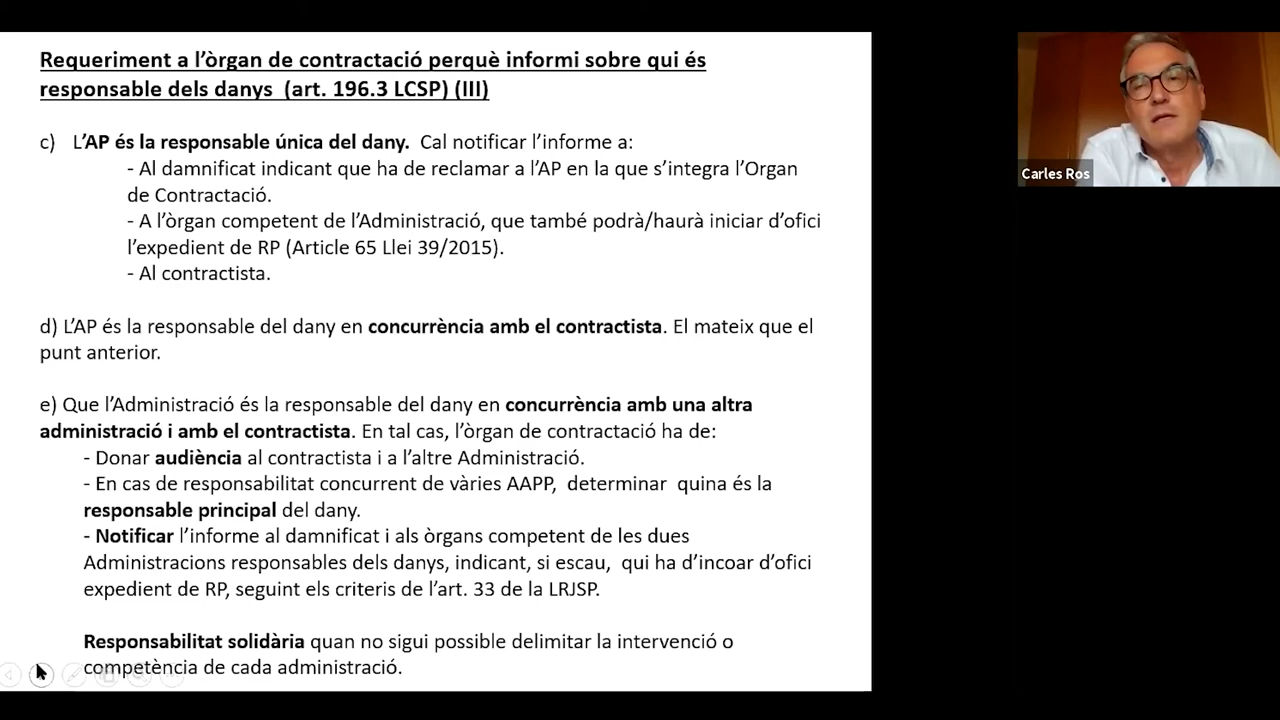 Requeriment a l’òrgan de contractació perquè informi sobre qui és
responsable dels danys (art. 196.3 LCSP) (III)
c) L’AP és la responsable única del dany. Cal notificar l’informe a:
- Al damnificat indicant que ha de reclamar a l’AP en la que s’integra l’Organ
de Contractació.
- A l’òrgan competent de l’Administració, que també podrà/haurà iniciar d’ofici
l’expedient de RP (Article 65 Llei 39/2015).
- Al contractista.
d) L’AP és la responsable del dany en concurrència amb el contractista. El mateix que el
punt anterior.
e) Que l’Administració és la responsable del dany en concurrència amb una altra
administració i amb el contractista. En tal cas, l’òrgan de contractació ha de:
- Donar audiència al contractista i a l’altre Administració.
- En cas de responsabilitat concurrent de vàries AAPP, determinar quina és la
responsable principal del dany.
- Notificar l’informe al damnificat i als òrgans competent de les dues
Administracions responsables dels danys, indicant, si escau, qui ha d’incoar d’ofici
expedient de RP, seguint els criteris de l’art. 33 de la LRJSP.
Responsabilitat solidària quan no sigui possible delimitar la intervenció o
competència de cada administració.
Carles Ros